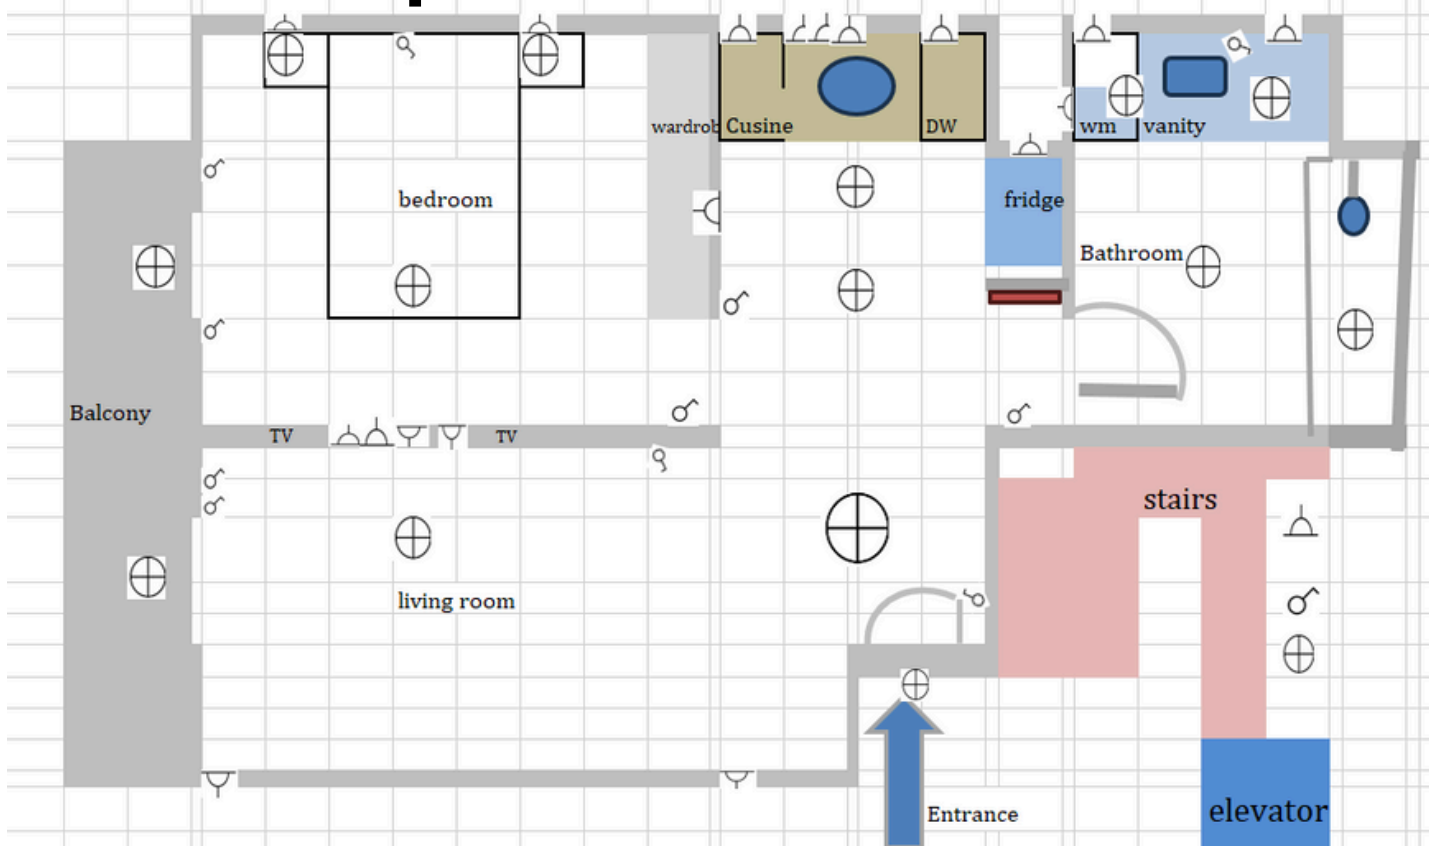 wardrob
Cusine
DW
wm
vanity
bedroom
fridge
Bathroom
Balcony
TV
TV
stairs
living room
Entrance
elevator